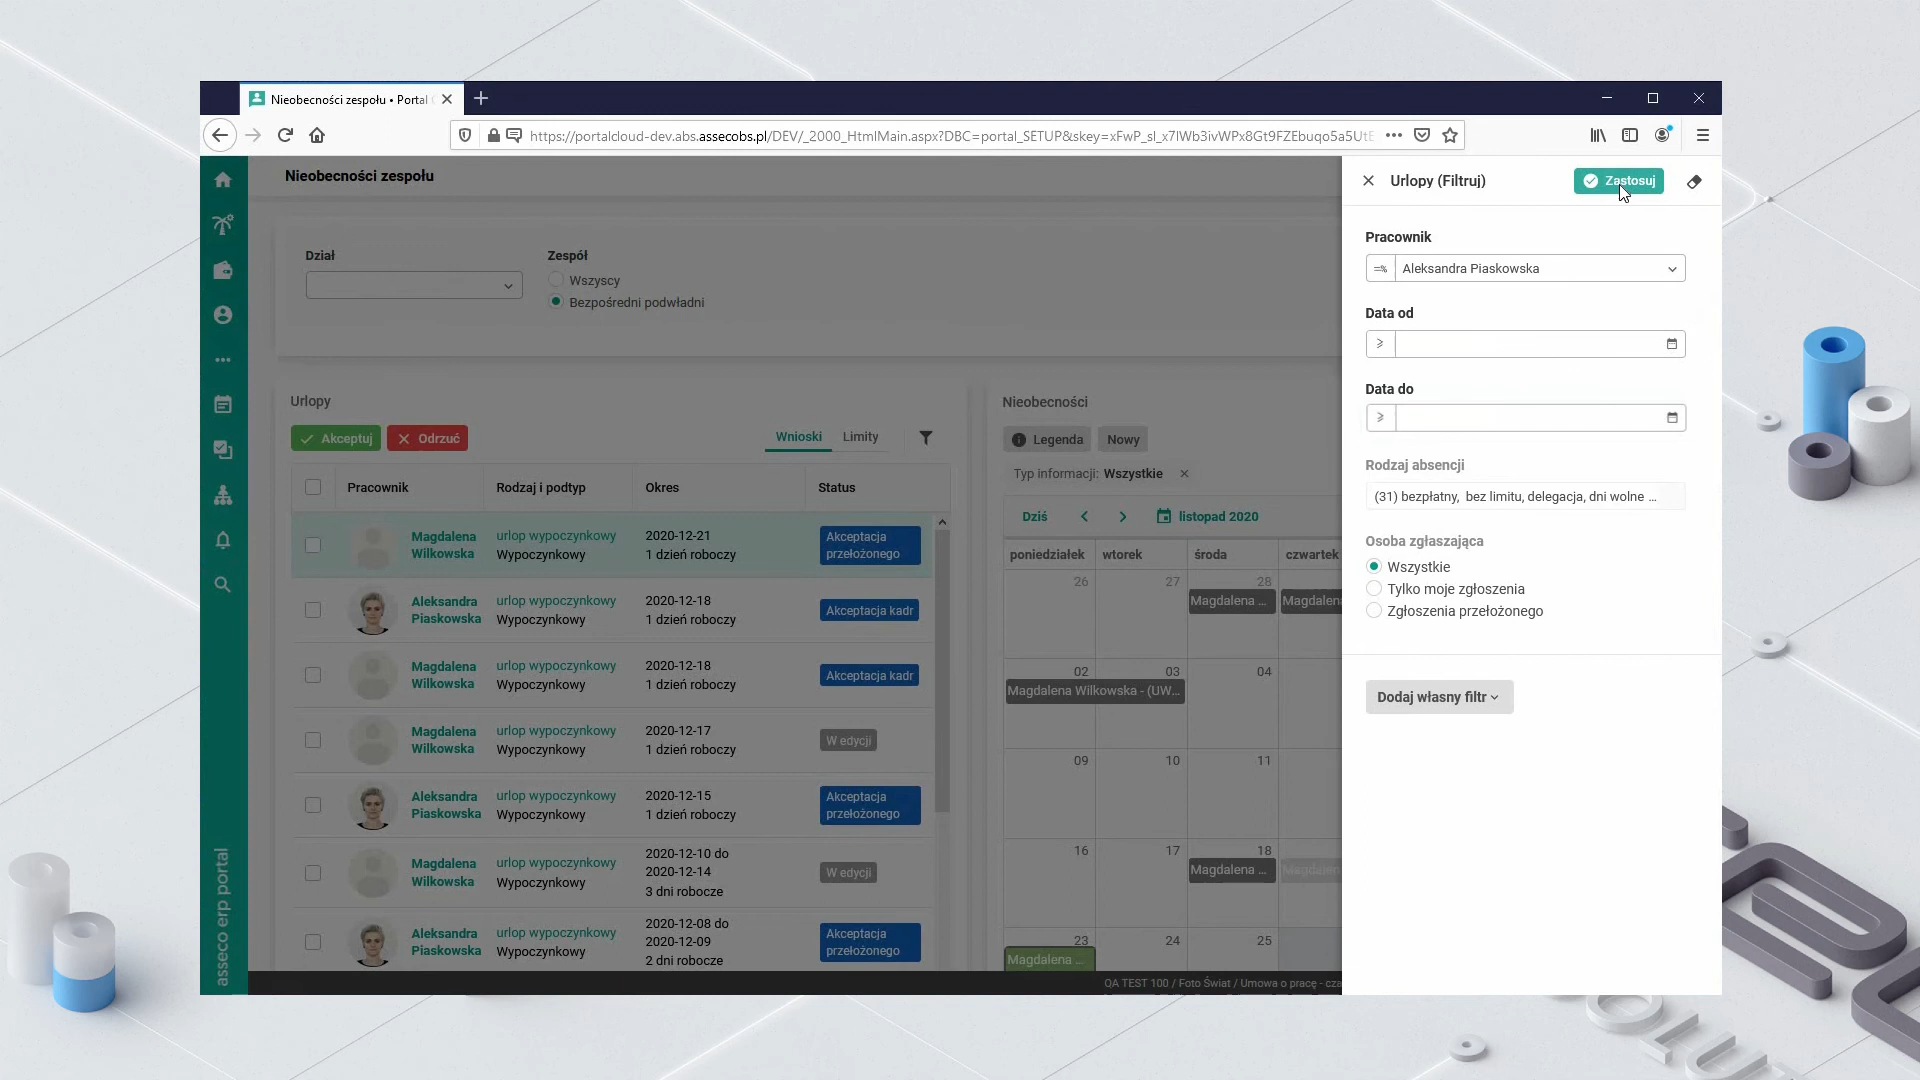 Nieobecności zespołu • Portal
https://portalcloud-dev.abs.assecobs.pl/DEV/_2000_HtmlMain.aspx?DBC=portal_SETUP&skey=xFwP_sl_x7lWb3ivWPx8Gt9FZEbuqo5a5UtE
Nieobecności zespołu
Dział
Zespół
Wszyscy
Bezpośredni podwładni
Urlopy
Akceptuj
Odrzuć
Wnioski
Limity
Pracownik Rodzaj i podtyp Okres Status
Magdalena Wilkowska urlop wypoczynkowy Wypoczynkowy 2020-12-21 1 dzień roboczy Akceptacja przełożonego
Aleksandra Piaskowska urlop wypoczynkowy Wypoczynkowy 2020-12-18 1 dzień roboczy Akceptacja kadr
Magdalena Wilkowska urlop wypoczynkowy Wypoczynkowy 2020-12-18 1 dzień roboczy Akceptacja kadr
Magdalena Wilkowska urlop wypoczynkowy Wypoczynkowy 2020-12-17 1 dzień roboczy W edycji
Aleksandra Piaskowska urlop wypoczynkowy Wypoczynkowy 2020-12-15 1 dzień roboczy Akceptacja przełożonego
Magdalena Wilkowska urlop wypoczynkowy Wypoczynkowy 2020-12-10 do 2020-12-14 3 dni robocze W edycji
Aleksandra Piaskowska urlop wypoczynkowy Wypoczynkowy 2020-12-08 do 2020-12-09 2 dni robocze Akceptacja przełożonego
asseco erp portal
Nieobecności
Legenda
Nowy
Typ informacji: Wszystkie
Dziś
listopad 2020
poniedziałek wtorek środa czwartek
26 27 28
Magdalena ... Magdalena
02 03 04
Magdalena Wilkowska - (UW...
09 10 11
16 17 18
Magdalena ... Magdalena
23 24 25
Magdalena ...
QA TEST 100 / Foto Świat / Umowa o pracę - cza
Urlopy (Filtruj)
Zastosuj
Pracownik
=% Aleksandra Piaskowska
Data od
⩾
Data do
⩾
Rodzaj absencji
(31) bezpłatny, bez limitu, delegacja, dni wolne ...
Osoba zgłaszająca
Wszystkie
Tylko moje zgłoszenia
Zgłoszenia przełożonego
Dodaj własny filtr